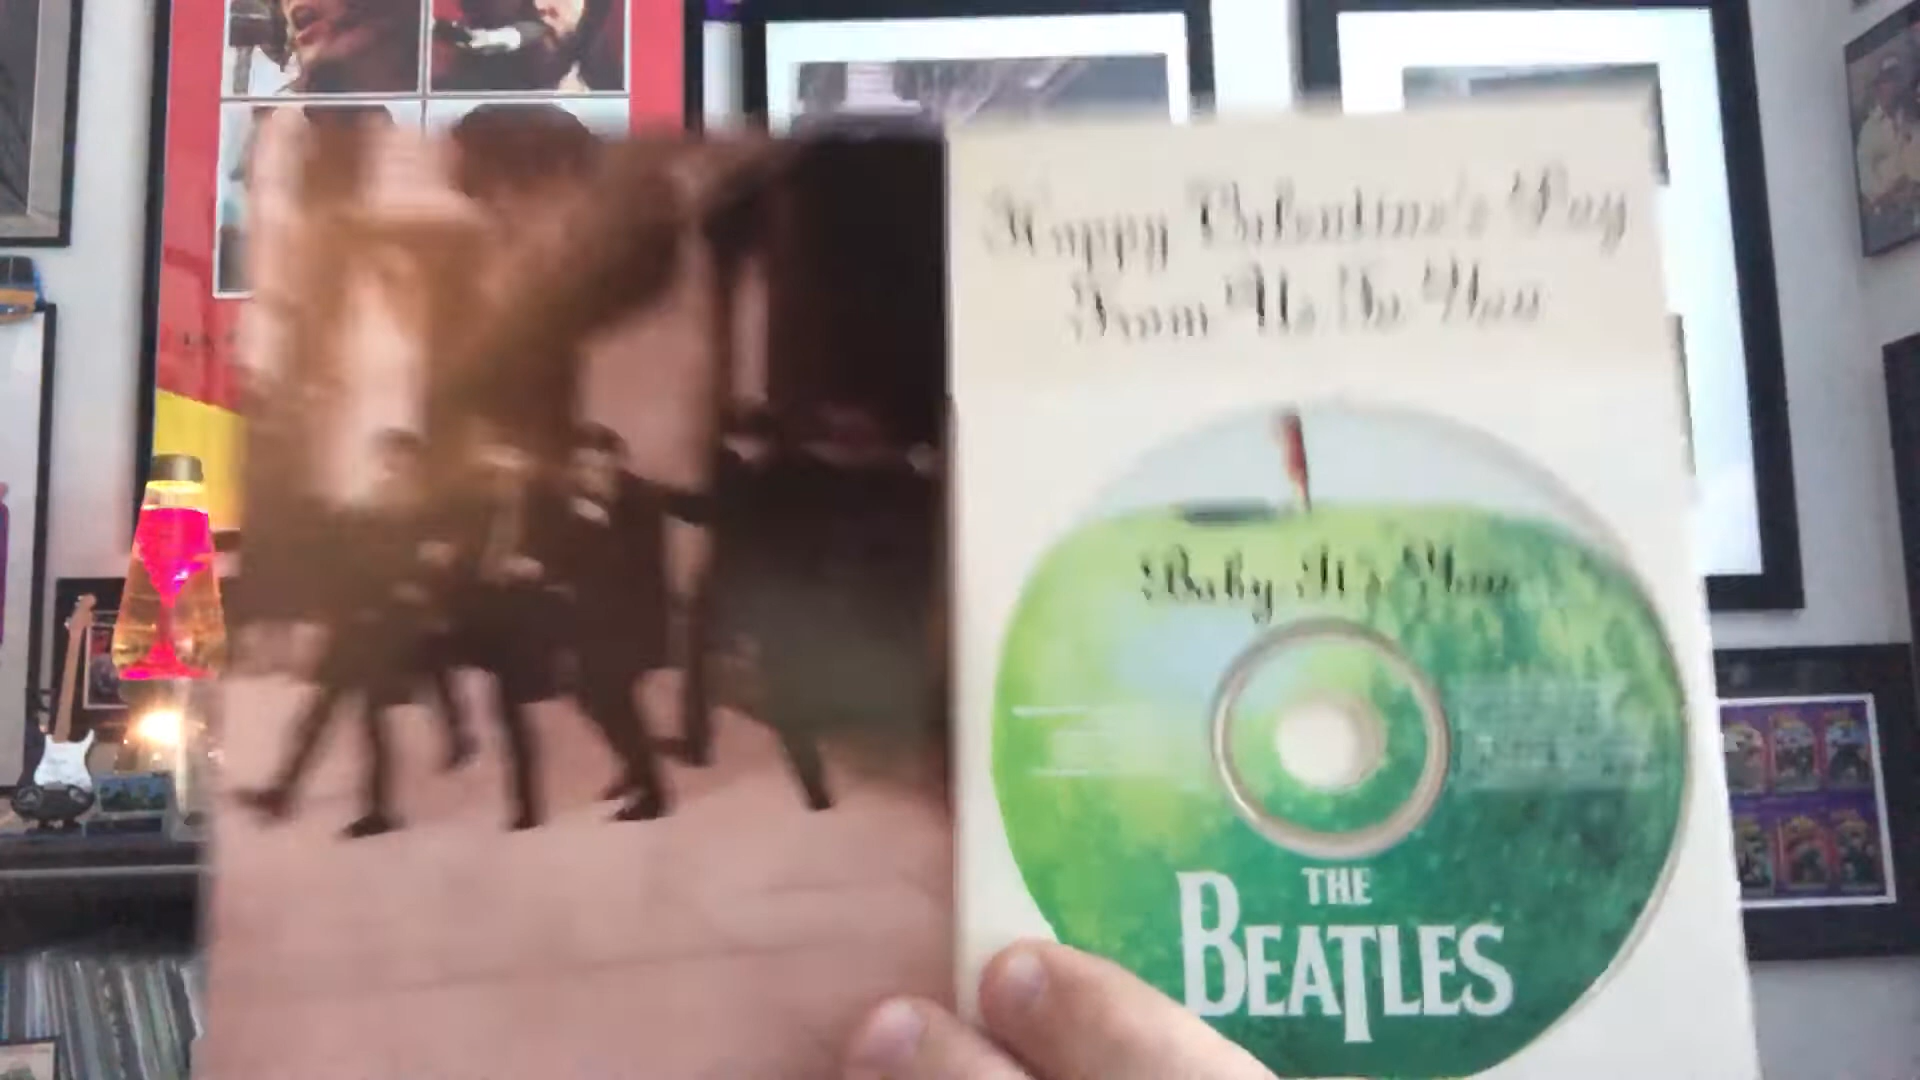 Happy Valentine's Day
From Us To You
Baby It's You
THE
BEATLES